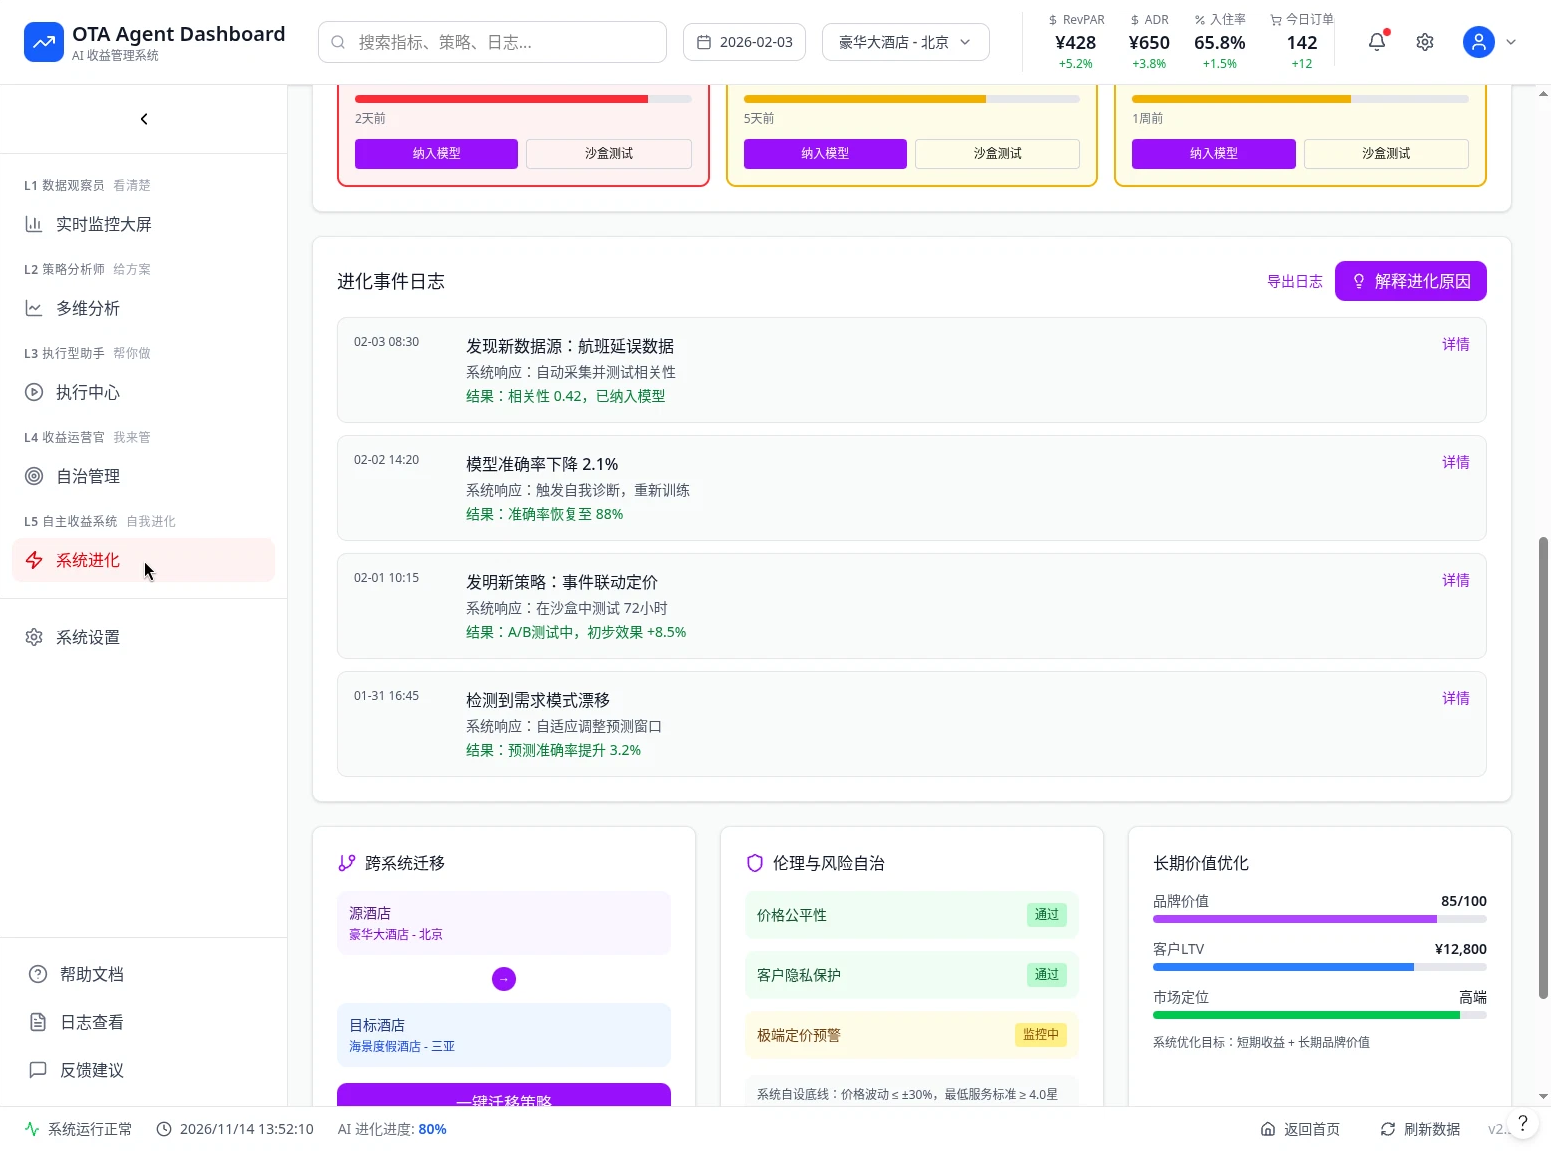 OTA Agent Dashboard
AI 收益管理系统
搜索指标、策略、日志...
2026-02-03
豪华大酒店 - 北京
RevPAR
¥428
+5.2%
ADR
¥650
+3.8%
入住率
65.8%
+1.5%
今日订单
142
+12
L1 数据观察员 看清楚
实时监控大屏
L2 策略分析师 给方案
多维分析
L3 执行型助手 帮你做
执行中心
L4 收益运营官 我来管
自治管理
L5 自主收益系统 自我进化
系统进化
系统设置
帮助文档
日志查看
反馈建议
2天前
纳入模型
沙盒测试
5天前
纳入模型
沙盒测试
1周前
纳入模型
沙盒测试
进化事件日志
导出日志
解释进化原因
02-03 08:30
发现新数据源：航班延误数据
详情
系统响应：自动采集并测试相关性
结果：相关性 0.42，已纳入模型
02-02 14:20
模型准确率下降 2.1%
详情
系统响应：触发自我诊断，重新训练
结果：准确率恢复至 88%
02-01 10:15
发明新策略：事件联动定价
详情
系统响应：在沙盒中测试 72小时
结果：A/B测试中，初步效果 +8.5%
01-31 16:45
检测到需求模式漂移
详情
系统响应：自适应调整预测窗口
结果：预测准确率提升 3.2%
跨系统迁移
源酒店
豪华大酒店 - 北京
→
目标酒店
海景度假酒店 - 三亚
一键迁移策略
伦理与风险自治
价格公平性
通过
客户隐私保护
通过
极端定价预警
监控中
系统自设底线：价格波动 ≤ ±30%，最低服务标准 ≥ 4.0星
长期价值优化
品牌价值
85/100
客户LTV
¥12,800
市场定位
高端
系统优化目标：短期收益 + 长期品牌价值
系统运行正常
2026/11/14 13:52:10
AI 进化进度: 80%
返回首页
刷新数据
v2.
?